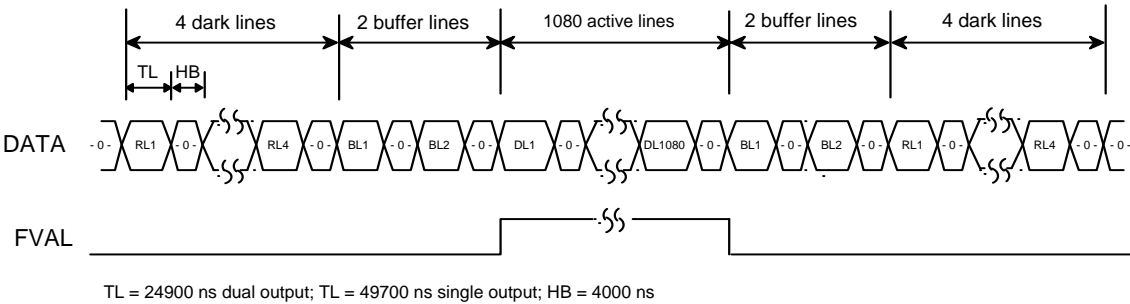 4 dark lines 2 buffer lines 1080 active lines 2 buffer lines 4 dark lines
TL HB
DATA - 0 - RL1 - 0 - RL4 - 0 - BL1 - 0 - BL2 - 0 - DL1 - 0 - DL1080 - 0 - BL1 - 0 - BL2 - 0 - RL1 - 0 - RL4 - 0 - - 0 -
FVAL
TL = 24900 ns dual output; TL = 49700 ns single output; HB = 4000 ns